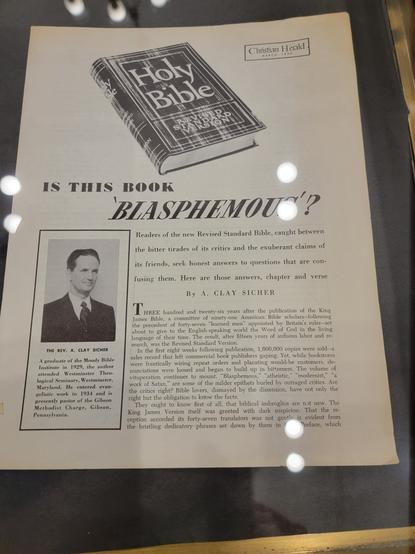 Christian Herald
Holy
Bible
Holy
Bible
REVISED
STANDARD
VERSION
IS THIS BOOK
'BLASPHEMOUS'?
Readers of the new Revised Standard Bible, caught between
the bitter tirades of its critics and the exuberant claims of
its friends, seek honest answers to questions that are con-
fusing them. Here are those answers, chapter and verse
By A. CLAY SICHER
THE REV. A. CLAY SICHER
A graduate of the Moody Bible
Institute in 1929, the author
attended Westminster Theo-
logical Seminary, Westminster,
Maryland. He entered evan-
gelistic work in 1934 and is
presently pastor of the Gibson
Methodist Charge, Gibson,
Pennsylvania.
THREE hundred and twenty-six years after the publication of the King
James Bible, a committee of ninety-one American Bible scholars—following
the precedent of forty-seven "learned men" appointed by Britain's ruler—set
about to give to the English-speaking world the Word of God in the living
language of their time. The result, after fifteen years of arduous labor and re-
search, was the Revised Standard Version.
In the first eight weeks following publication, 1,600,000 copies were sold—a
sales record that left commercial book publishers gaping. Yet, while bookstores
were frantically wiring repeat orders and placating would-be customers, de-
nunciations were loosed and began to build up in bitterness. The volume of
vituperation continues to mount. "Blasphemous," "atheistic," "modernist," "a
work of Satan," are some of the milder epithets hurled by outraged critics. Are
the critics right? Bible lovers, dismayed by the dissension, have not only the
right but the obligation to know the facts.
They ought to know first of all, that biblical imbroglios are not new. The
King James Version itself was greeted with dark suspicion. That the re-
ception accorded its forty-seven translators was not gentle is evident from
the bristling dedicatory phrases set down by them in Preface, which